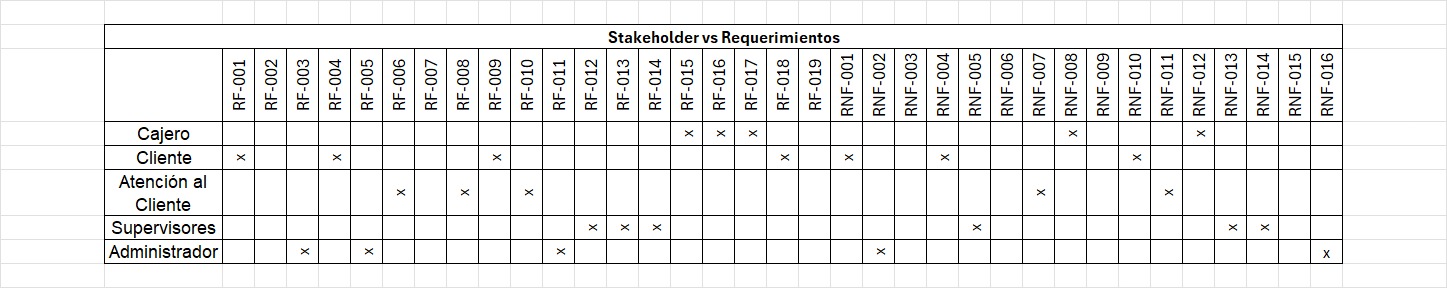 Stakeholder vs Requerimientos
RF-001 RF-002 RF-003 RF-004 RF-005 RF-006 RF-007 RF-008 RF-009 RF-010 RF-011 RF-012 RF-013 RF-014 RF-015 RF-016 RF-017 RF-018 RF-019 RNF-001 RNF-002 RNF-003 RNF-004 RNF-005 RNF-006 RNF-007 RNF-008 RNF-009 RNF-010 RNF-011 RNF-012 RNF-013 RNF-014 RNF-015 RNF-016
Cajero x x x x x
Cliente x x x x x x x
Atención al
Cliente x x x x x
Supervisores x x x x x x
Administrador x x x x x